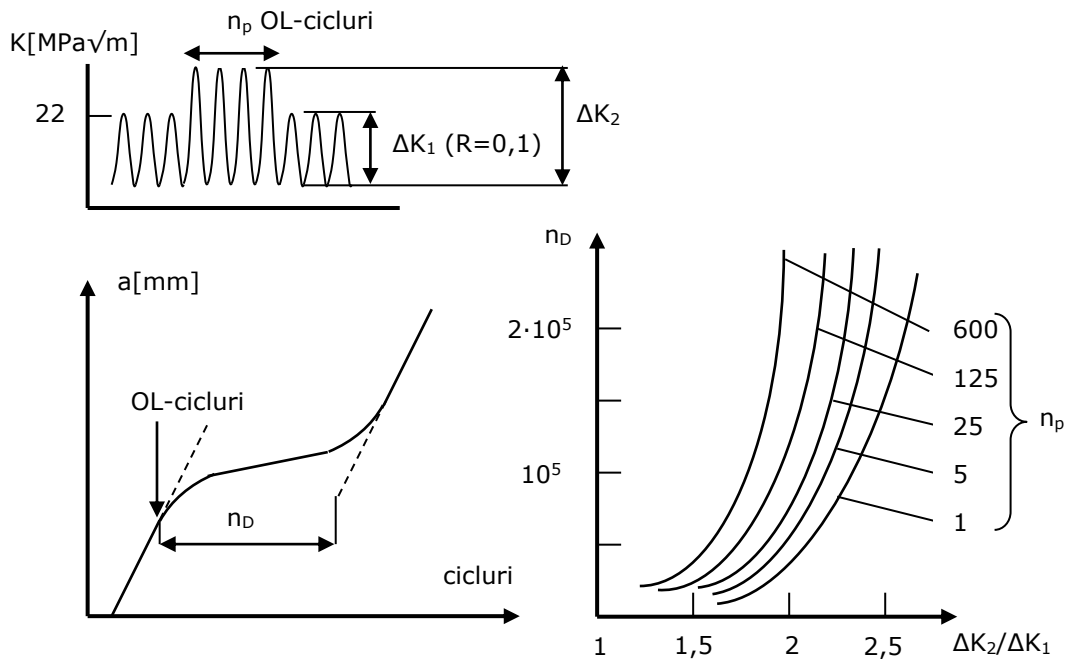 n_p OL-cicluri
K[MPa√m]
22
ΔK₂
ΔK₁ (R=0,1)
a[mm]
OL-cicluri
n_D
cicluri
n_D
2·10⁵
10⁵
600
125
25
5
1
n_p
1
1,5
2
2,5
ΔK₂/ΔK₁